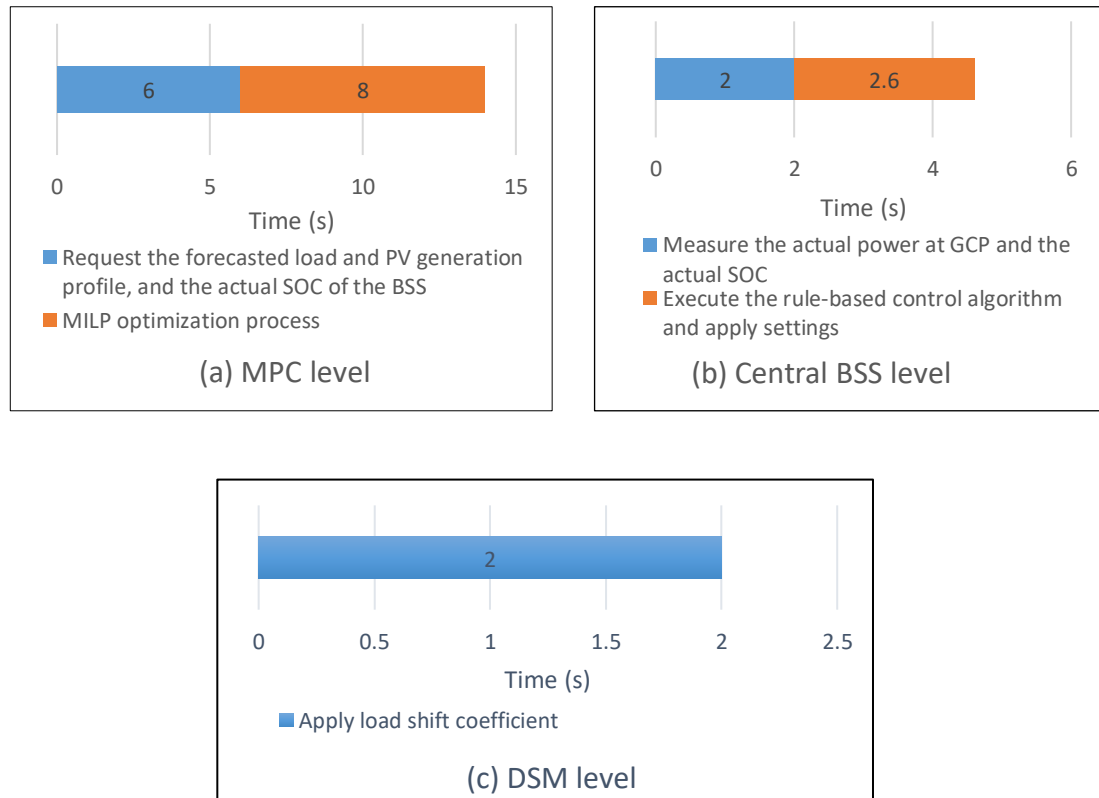 6 8
0 5 10 15
Time (s)
Request the forecasted load and PV generation
profile, and the actual SOC of the BSS
MILP optimization process
(a) MPC level
2 2.6
0 2 4 6
Time (s)
Measure the actual power at GCP and the
actual SOC
Execute the rule-based control algorithm
and apply settings
(b) Central BSS level
2
0 0.5 1 1.5 2 2.5
Time (s)
Apply load shift coefficient
(c) DSM level